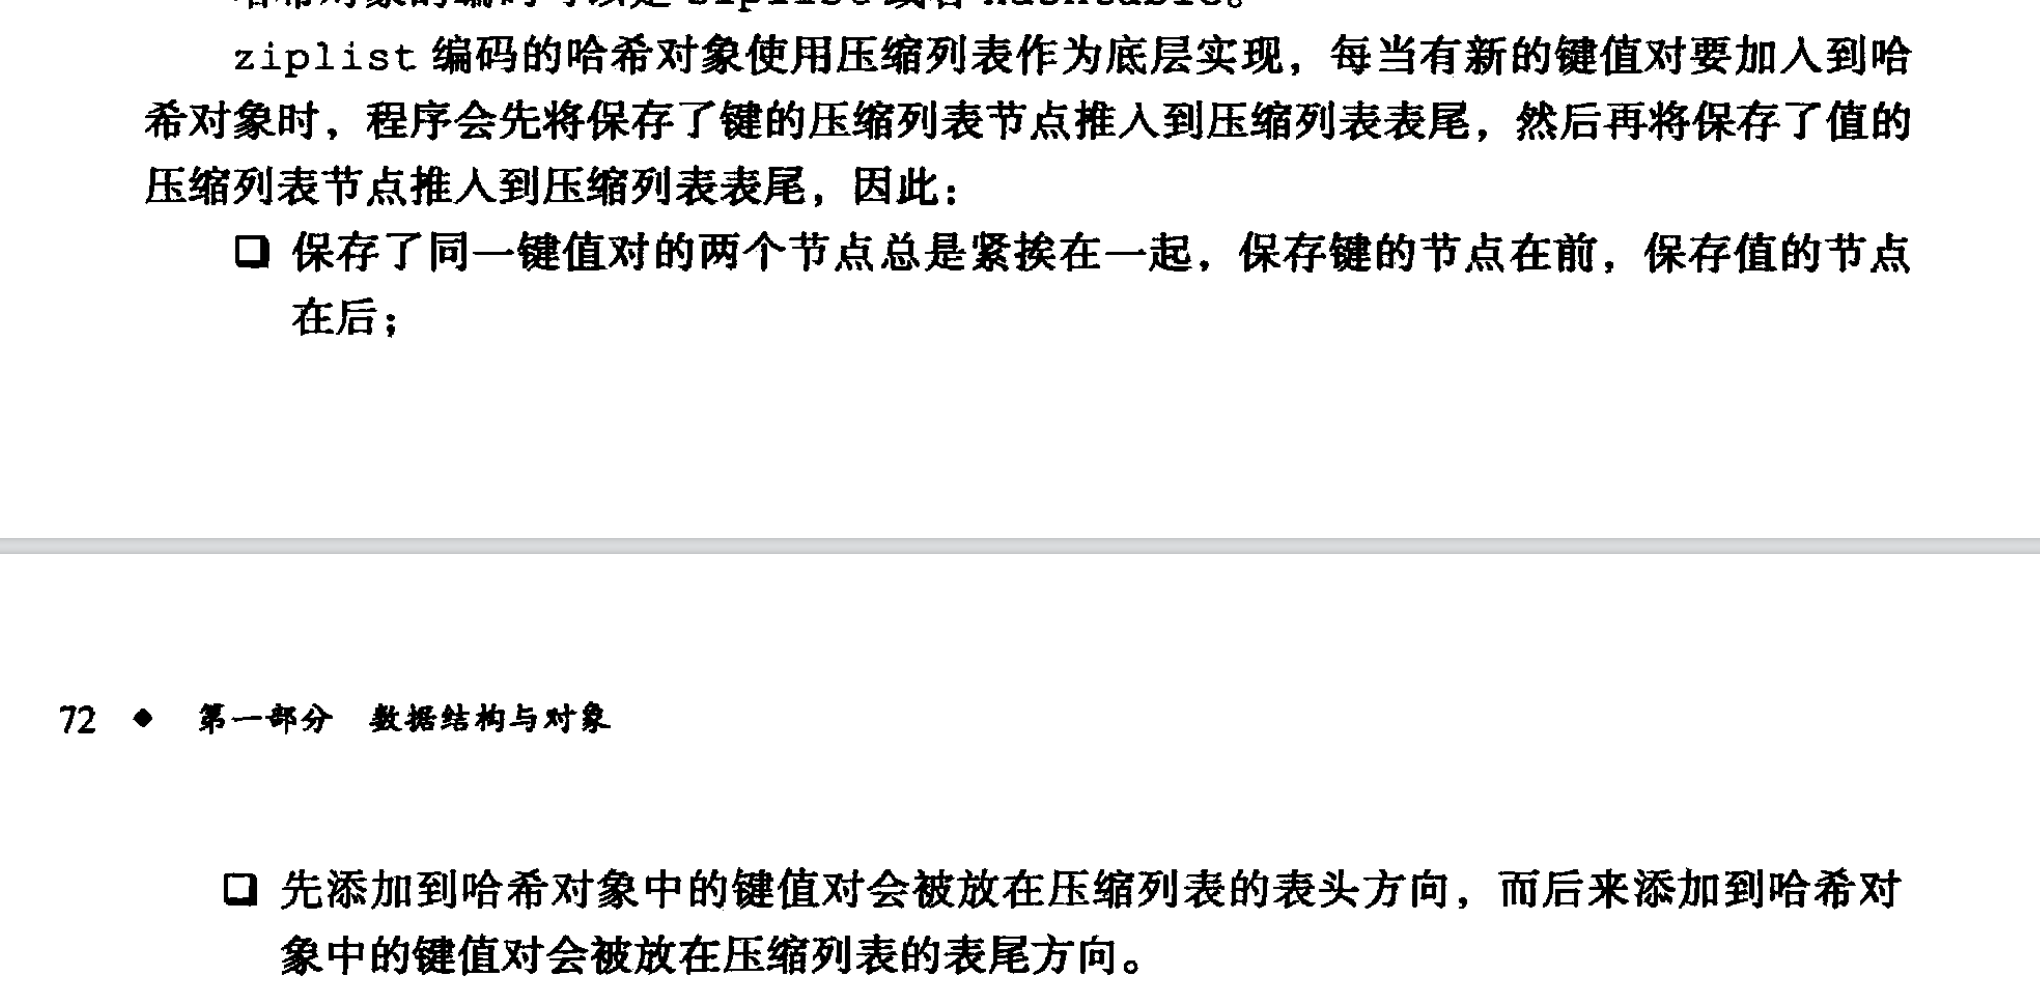 ziplist 编码的哈希对象使用压缩列表作为底层实现，每当有新的键值对要加入到哈
希对象时，程序会先将保存了键的压缩列表节点推入到压缩列表表尾，然后再将保存了值的
压缩列表节点推入到压缩列表表尾，因此：
❑ 保存了同一键值对的两个节点总是紧挨在一起，保存键的节点在前，保存值的节点
在后；
72 ◆ 第一部分 数据结构与对象
❑ 先添加到哈希对象中的键值对会被放在压缩列表的表头方向，而后来添加到哈希对
象中的键值对会被放在压缩列表的表尾方向。